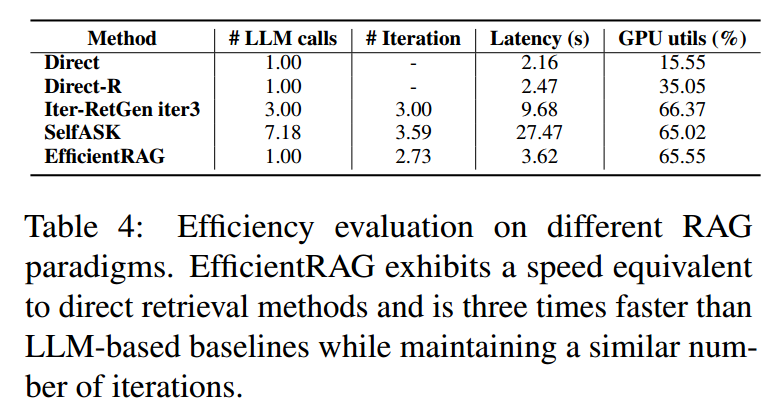 Method # LLM calls # Iteration Latency (s) GPU utils (%)
Direct 1.00 - 2.16 15.55
Direct-R 1.00 - 2.47 35.05
Iter-RetGen iter3 3.00 3.00 9.68 66.37
SelfASK 7.18 3.59 27.47 65.02
EfficientRAG 1.00 2.73 3.62 65.55
Table 4: Efficiency evaluation on different RAG
paradigms. EfficientRAG exhibits a speed equivalent
to direct retrieval methods and is three times faster than
LLM-based baselines while maintaining a similar num-
ber of iterations.